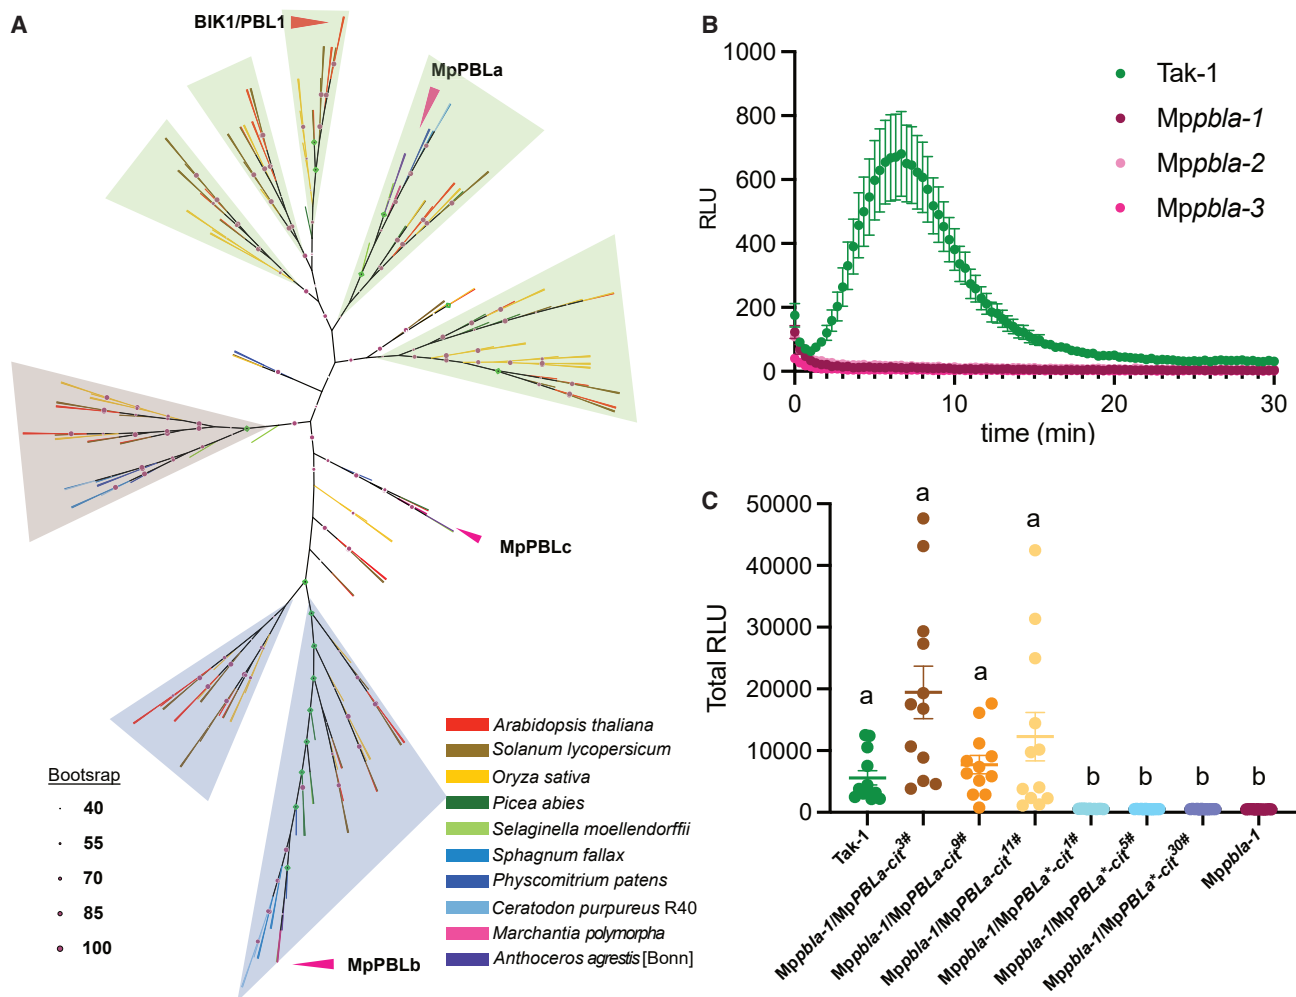 A
BIK1/PBL1
MpPBLa
MpPBLc
MpPBLb
Bootsrap
40
55
70
85
100
Arabidopsis thaliana
Solanum lycopersicum
Oryza sativa
Picea abies
Selaginella moellendorffii
Sphagnum fallax
Physcomitrium patens
Ceratodon purpureus R40
Marchantia polymorpha
Anthoceros agrestis [Bonn]
B
1000
800
600
400
200
0
RLU
0 10 20 30
time (min)
Tak-1
Mppbla-1
Mppbla-2
Mppbla-3
C
50000
40000
30000
20000
10000
0
Total RLU
a a a a b b b b
Tak-1
Mppbla-1/MpPBLa-cit3#
Mppbla-1/MpPBLa-cit9#
Mppbla-1/MpPBLa-cit11#
Mppbla-1/MpPBLa*-cit1#
Mppbla-1/MpPBLa*-cit5#
Mppbla-1/MpPBLa*-cit30#
Mppbla-1